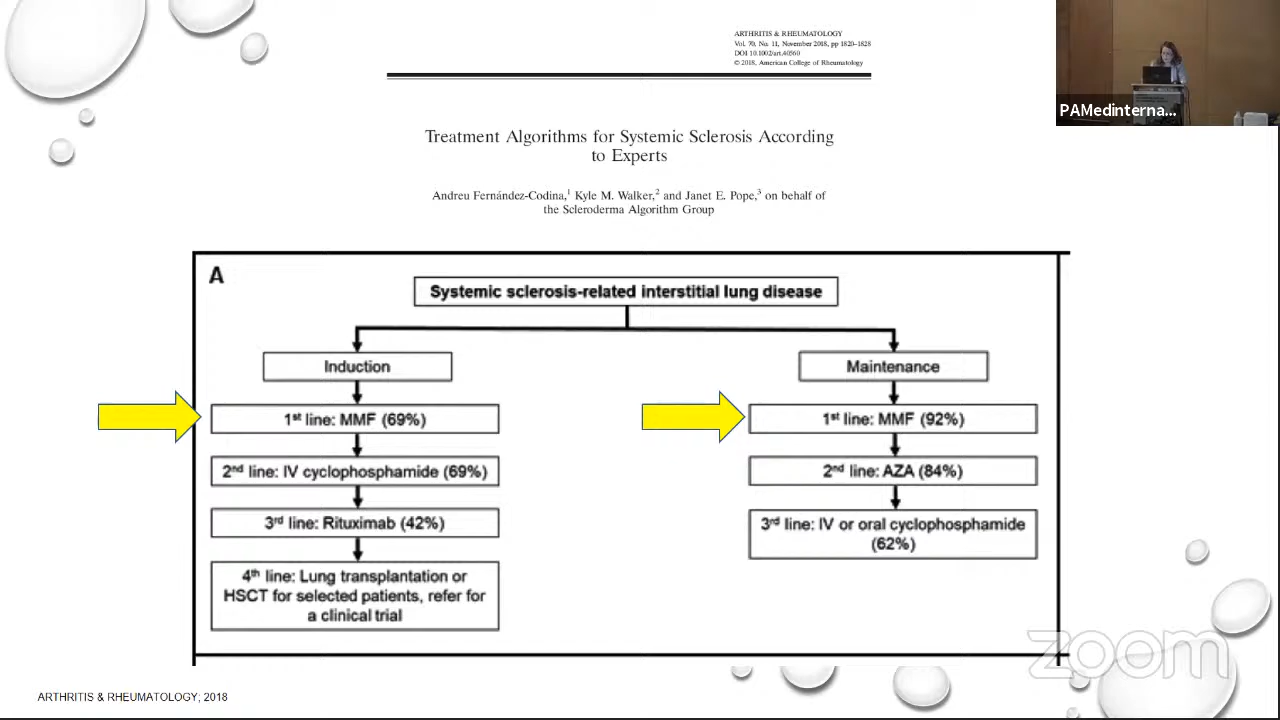 ARTHRITIS & RHEUMATOLOGY
Vol. 70, No. 11, November 2018, pp 1820–1828
DOI 10.1002/art.40560
© 2018, American College of Rheumatology
PAMedinterna...
Treatment Algorithms for Systemic Sclerosis According
to Experts
Andreu Fernández-Codina,1 Kyle M. Walker,2 and Janet E. Pope,3 on behalf of
the Scleroderma Algorithm Group
A
Systemic sclerosis-related interstitial lung disease
Induction
1st line: MMF (69%)
2nd line: IV cyclophosphamide (69%)
3rd line: Rituximab (42%)
4th line: Lung transplantation or
HSCT for selected patients, refer for
a clinical trial
Maintenance
1st line: MMF (92%)
2nd line: AZA (84%)
3rd line: IV or oral cyclophosphamide
(62%)
zoom
ARTHRITIS & RHEUMATOLOGY; 2018